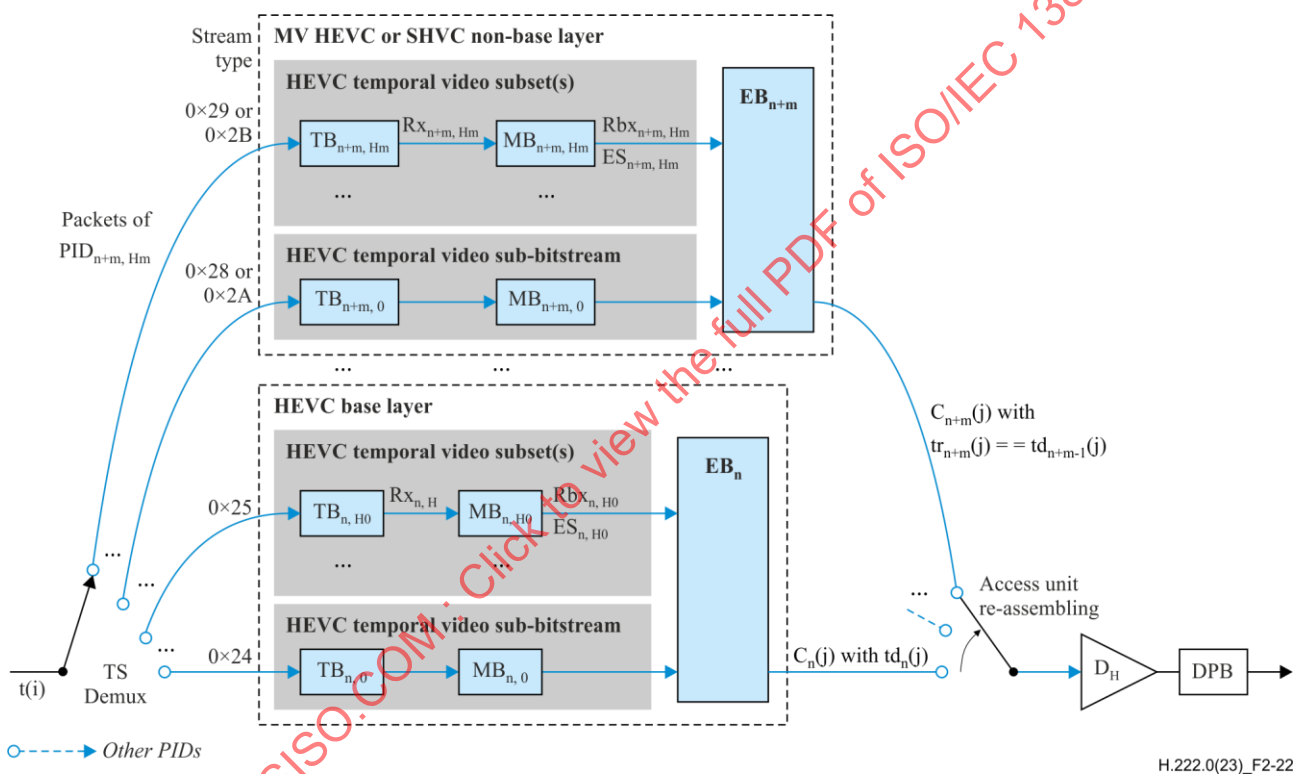 Stream
type
MV HEVC or SHVC non-base layer
HEVC temporal video subset(s)
EBn+m
0×29 or
0×2B
TBn+m, Hm
Rxn+m, Hm
MBn+m, Hm
Rbxn+m, Hm
ESn+m, Hm
...
...
Packets of
PIDn+m, Hm
HEVC temporal video sub-bitstream
0×28 or
0×2A
TBn+m, 0
MBn+m, 0
...
...
...
HEVC base layer
HEVC temporal video subset(s)
EBn
0×25
TBn, H0
Rxn, H
MBn, H0
Rbxn, H0
ESn, H0
...
...
Cn+m(j) with
trn+m(j) = = tdn+m-1(j)
HEVC temporal video sub-bitstream
0×24
TBn, 0
MBn, 0
Cn(j) with tdn(j)
...
...
...
...
Access unit
re-assembling
t(i)
TS
Demux
DH
DPB
Other PIDs
H.222.0(23)_F2-22
SISO.COM : Click to view the full PDF of ISO/IEC 138